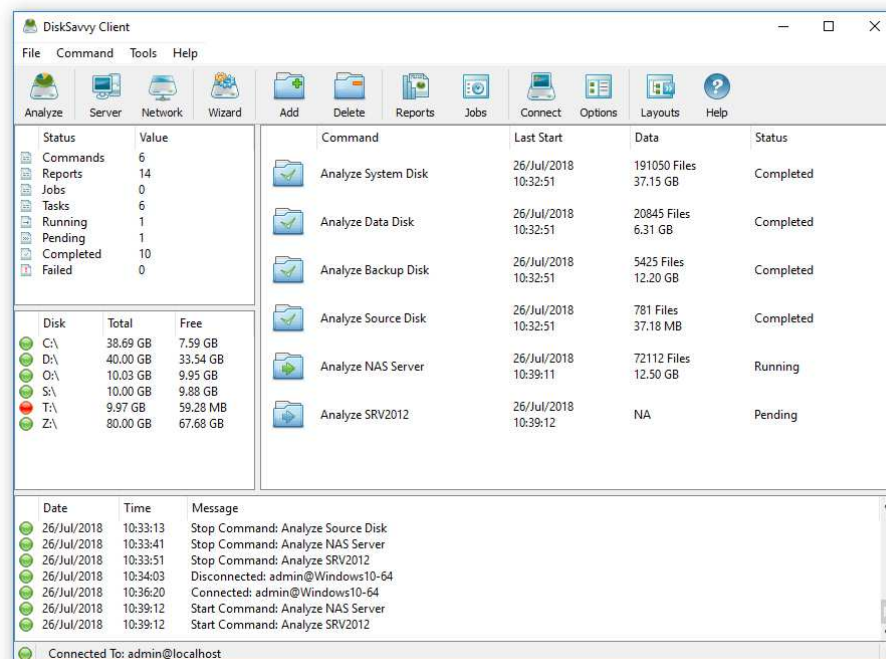 DiskSavvy Client
File Command Tools Help
Analyze Server Network Wizard Add Delete Reports Jobs Connect Options Layouts Help
Status Value
Commands 6
Reports 14
Jobs 0
Tasks 6
Running 1
Pending 1
Completed 10
Failed 0
Disk Total Free
C:\ 38.69 GB 7.59 GB
D:\ 40.00 GB 33.54 GB
O:\ 10.03 GB 9.95 GB
S:\ 10.00 GB 9.88 GB
T:\ 9.97 GB 59.28 MB
Z:\ 80.00 GB 67.68 GB
Command Last Start Data Status
Analyze System Disk 26/Jul/2018 10:32:51 191050 Files 37.15 GB Completed
Analyze Data Disk 26/Jul/2018 10:32:51 20845 Files 6.31 GB Completed
Analyze Backup Disk 26/Jul/2018 10:32:51 5425 Files 12.20 GB Completed
Analyze Source Disk 26/Jul/2018 10:32:51 781 Files 37.18 MB Completed
Analyze NAS Server 26/Jul/2018 10:39:11 72112 Files 12.50 GB Running
Analyze SRV2012 26/Jul/2018 10:39:12 NA Pending
Date Time Message
26/Jul/2018 10:33:13 Stop Command: Analyze Source Disk
26/Jul/2018 10:33:41 Stop Command: Analyze NAS Server
26/Jul/2018 10:33:51 Stop Command: Analyze SRV2012
26/Jul/2018 10:34:03 Disconnected: admin@Windows10-64
26/Jul/2018 10:36:20 Connected: admin@Windows10-64
26/Jul/2018 10:39:12 Start Command: Analyze NAS Server
26/Jul/2018 10:39:12 Start Command: Analyze SRV2012
Connected To: admin@localhost